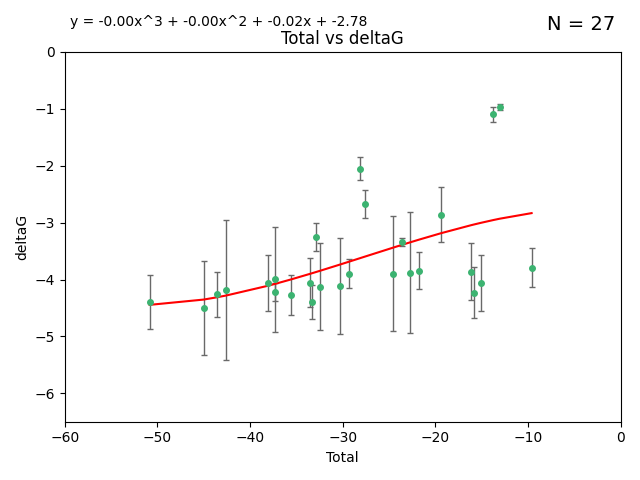 y = -0.00x^3 + -0.00x^2 + -0.02x + -2.78
N = 27
Total vs deltaG
0
−1
−2
−3
−4
−5
−6
deltaG
−60 −50 −40 −30 −20 −10 0
Total